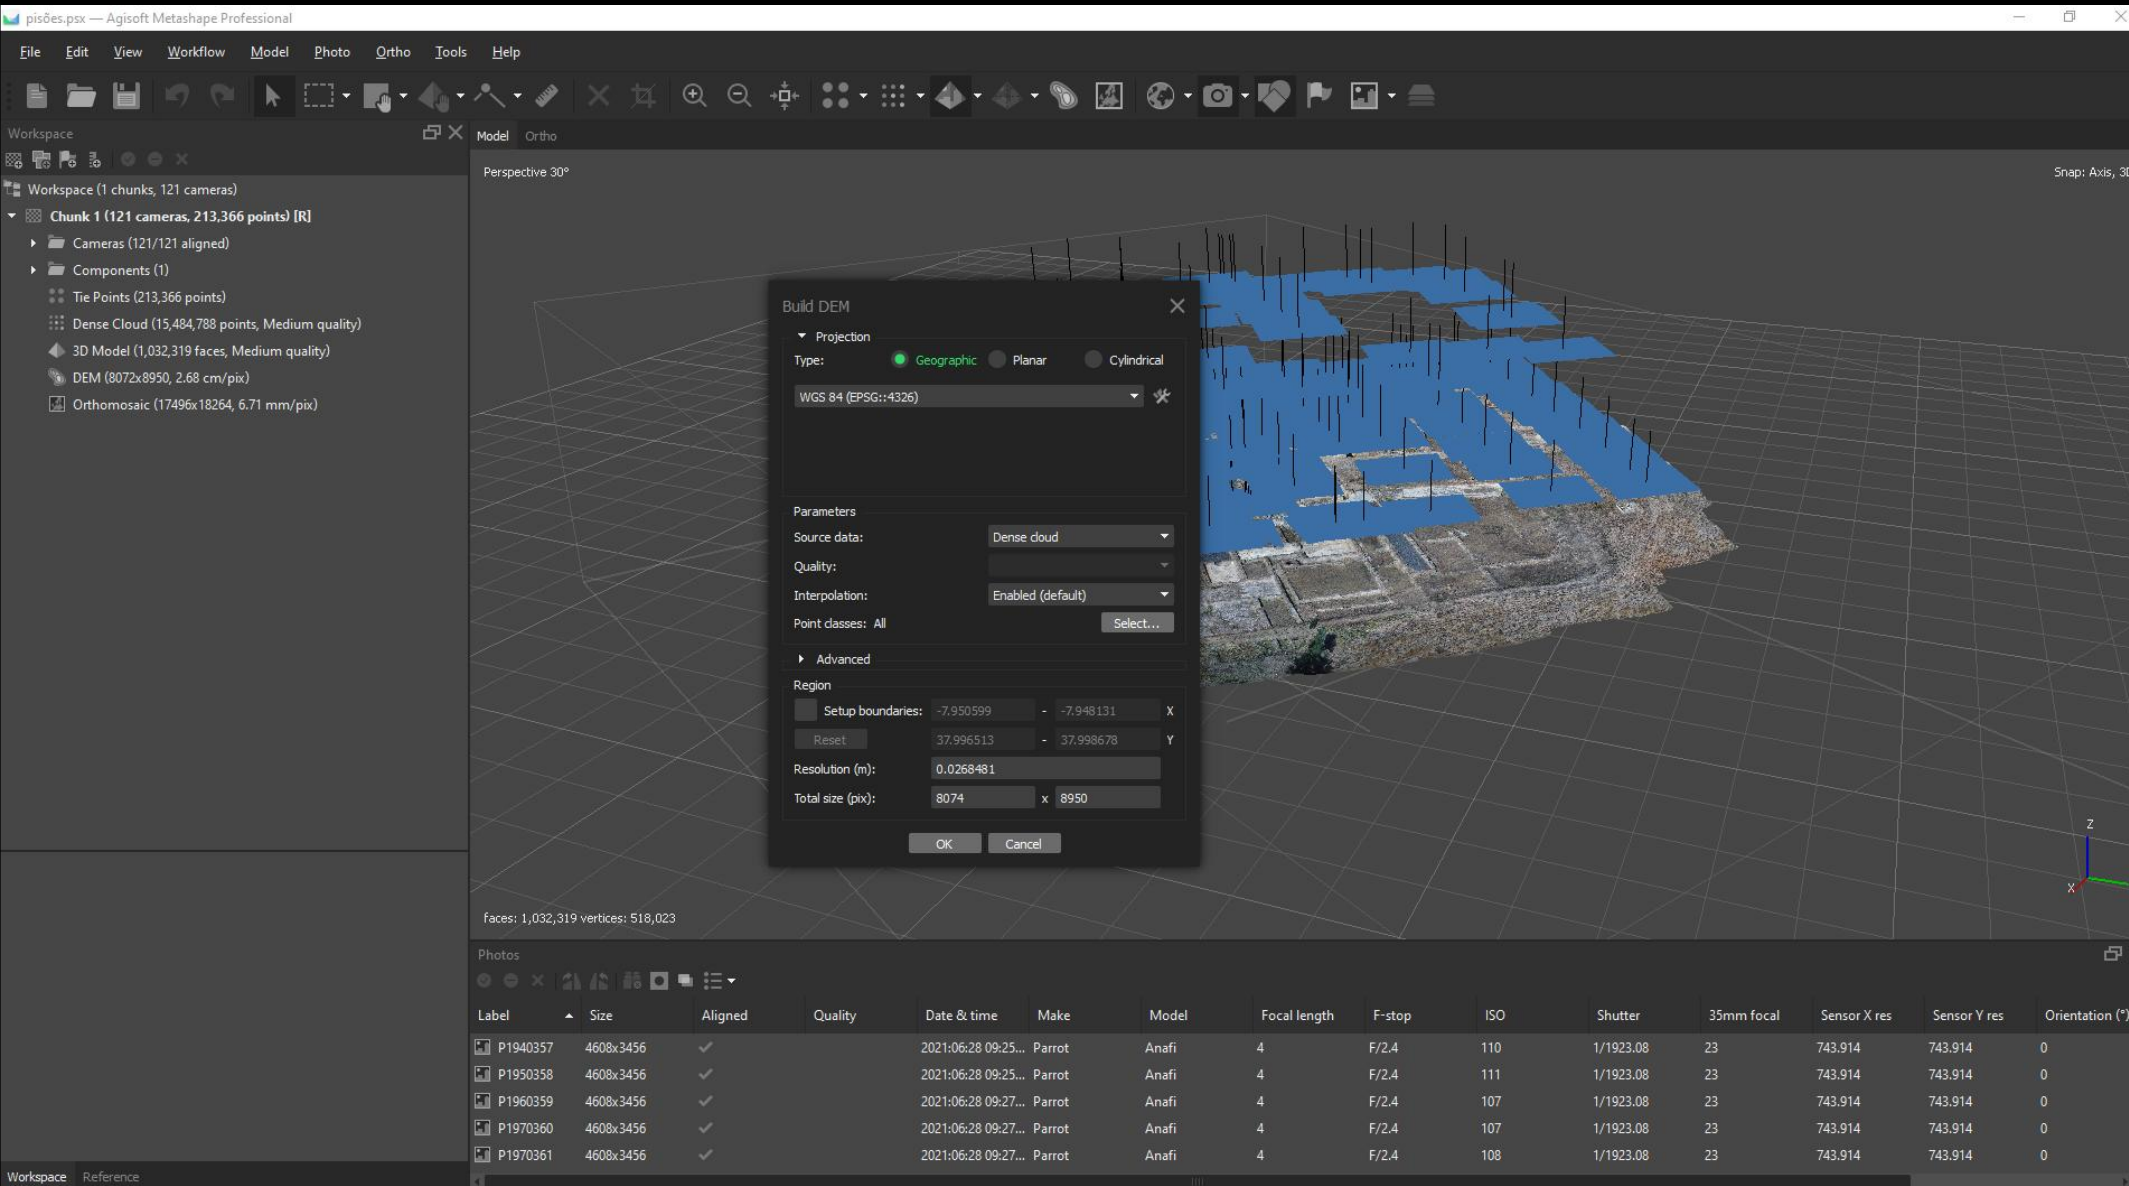 pisões.psx — Agisoft Metashape Professional
File Edit View Workflow Model Photo Ortho Tools Help
Workspace
Model Ortho
Perspective 30°
Snap: Axis, 3D
Workspace (1 chunks, 121 cameras)
Chunk 1 (121 cameras, 213,366 points) [R]
Cameras (121/121 aligned)
Components (1)
Tie Points (213,366 points)
Dense Cloud (15,484,788 points, Medium quality)
3D Model (1,032,319 faces, Medium quality)
DEM (8072x8950, 2.68 cm/pix)
Orthomosaic (17496x18264, 6.71 mm/pix)
Build DEM
Projection
Type: Geographic Planar Cylindrical
WGS 84 (EPSG::4326)
Parameters
Source data: Dense cloud
Quality:
Interpolation: Enabled (default)
Point classes: All Select...
Advanced
Region
Setup boundaries: -7.950599 - -7.948131 X
Reset 37.996513 - 37.998678 Y
Resolution (m): 0.0268481
Total size (pix): 8074 x 8950
OK Cancel
Z
X
faces: 1,032,319 vertices: 518,023
Photos
Label Size Aligned Quality Date & time Make Model Focal length F-stop ISO Shutter 35mm focal Sensor X res Sensor Y res Orientation (°)
P1940357 4608x3456 2021:06:28 09:25... Parrot Anafi 4 F/2.4 110 1/1923.08 23 743.914 743.914 0
P1950358 4608x3456 2021:06:28 09:25... Parrot Anafi 4 F/2.4 111 1/1923.08 23 743.914 743.914 0
P1960359 4608x3456 2021:06:28 09:27... Parrot Anafi 4 F/2.4 107 1/1923.08 23 743.914 743.914 0
P1970360 4608x3456 2021:06:28 09:27... Parrot Anafi 4 F/2.4 107 1/1923.08 23 743.914 743.914 0
P1970361 4608x3456 2021:06:28 09:27... Parrot Anafi 4 F/2.4 108 1/1923.08 23 743.914 743.914 0
Workspace Reference